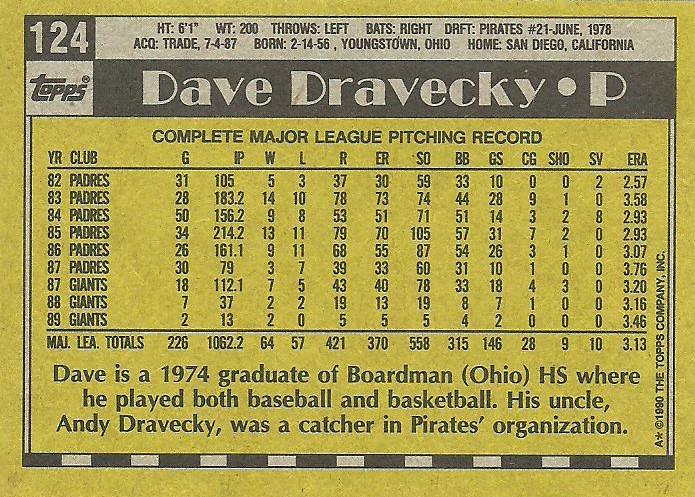 124
HT: 6'1" WT: 200 THROWS: LEFT BATS: RIGHT DRFT: PIRATES #21-JUNE, 1978
ACQ: TRADE, 7-4-87 BORN: 2-14-56 , YOUNGSTOWN, OHIO HOME: SAN DIEGO, CALIFORNIA
TOPPS®
Dave Dravecky • P
COMPLETE MAJOR LEAGUE PITCHING RECORD
YR CLUB G IP W L R ER SO BB GS CG SHO SV ERA
82 PADRES 31 105 5 3 37 30 59 33 10 0 0 2 2.57
83 PADRES 28 183.2 14 10 78 73 74 44 28 9 1 0 3.58
84 PADRES 50 156.2 9 8 53 51 71 51 14 3 2 8 2.93
85 PADRES 34 214.2 13 11 79 70 105 57 31 7 2 0 2.93
86 PADRES 26 161.1 9 11 68 55 87 54 26 3 1 0 3.07
87 PADRES 30 79 3 7 39 33 60 31 10 1 0 0 3.76
87 GIANTS 18 112.1 7 5 43 40 78 33 18 4 3 0 3.20
88 GIANTS 7 37 2 2 19 13 19 8 7 1 0 0 3.16
89 GIANTS 2 13 2 0 5 5 5 4 2 0 0 0 3.46
MAJ. LEA. TOTALS 226 1062.2 64 57 421 370 558 315 146 28 9 10 3.13
Dave is a 1974 graduate of Boardman (Ohio) HS where
he played both baseball and basketball. His uncle,
Andy Dravecky, was a catcher in Pirates' organization.
A* ©1990 THE TOPPS COMPANY, INC.